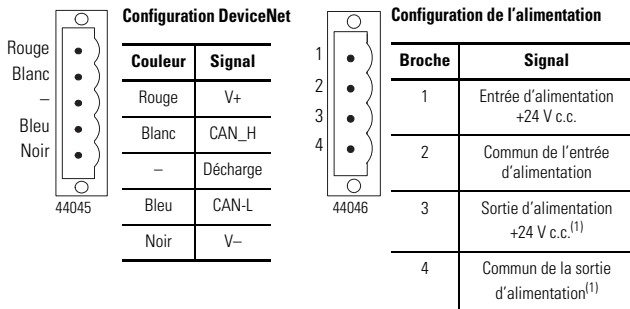 Configuration DeviceNet
Rouge
Blanc
–
Bleu
Noir
44045
Couleur Signal
Rouge V+
Blanc CAN_H
– Décharge
Bleu CAN-L
Noir V–
Configuration de l'alimentation
1
2
3
4
44046
Broche Signal
1 Entrée d'alimentation
+24 V c.c.
2 Commun de l'entrée
d'alimentation
3 Sortie d'alimentation
+24 V c.c.(1)
4 Commun de la sortie
d'alimentation(1)